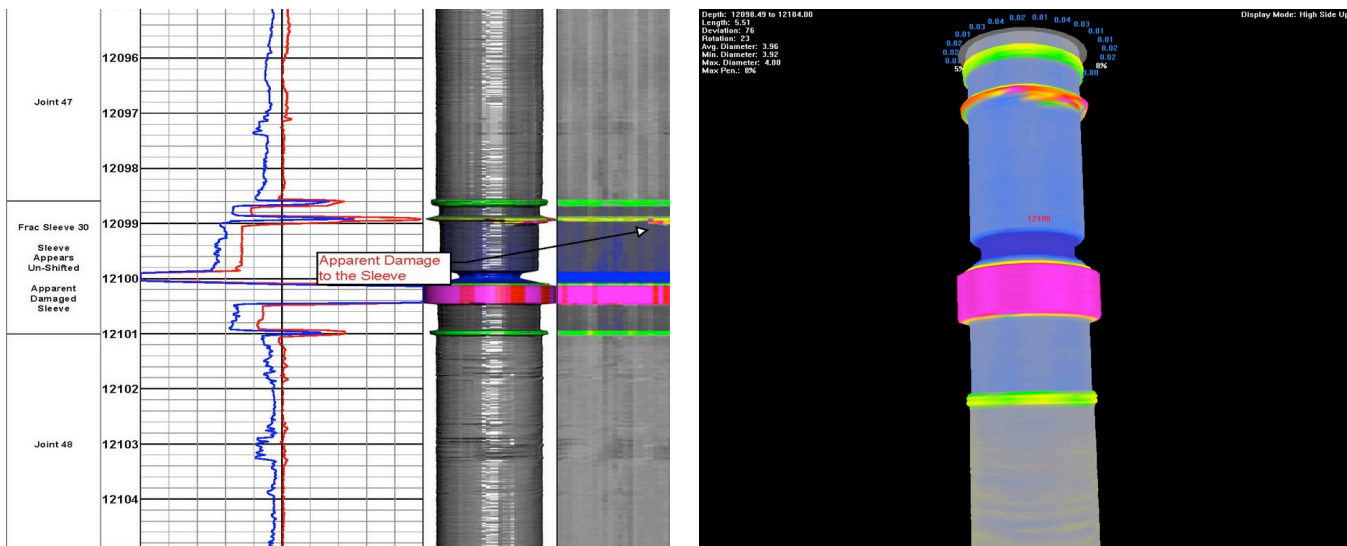 12096
Joint 47
12097
12098
12099
Frac Sleeve 30
Sleeve
Appears
Un-Shifted
12100
Apparent
Damaged
Sleeve
Apparent Damage
to the Sleeve
12101
12102
12103
Joint 48
12104
Depth: 12098.49 to 12104.00
Length: 5.51
Deviation: 76
Rotation: 23
Avg. Diameter: 3.96
Min. Diameter: 3.92
Max. Diameter: 4.00
Max Pen.: 8%
Display Mode: High Side Up
0.03
0.04
0.02
0.01
0.04
0.03
0.01
0.01
0.02
0.02
0.01
0.02
5%
8%
12100